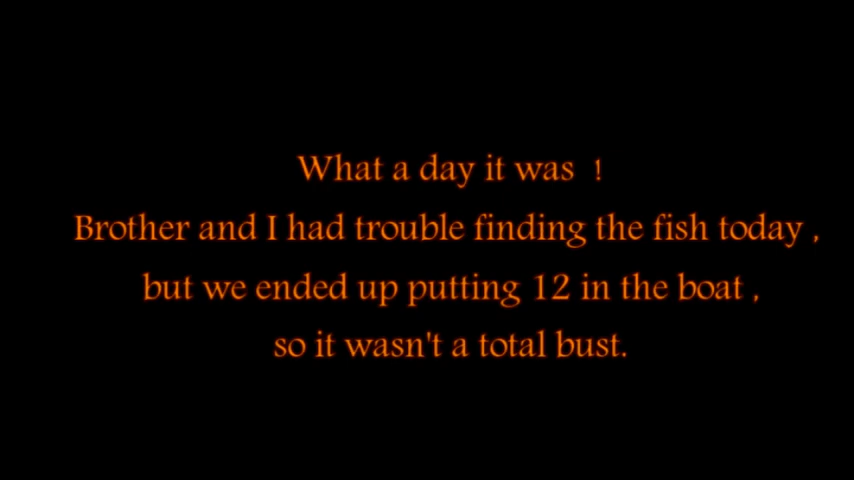 What a day it was  !
Brother and I had trouble finding the fish today ,
but we ended up putting 12 in the boat ,
so it wasn't a total bust.